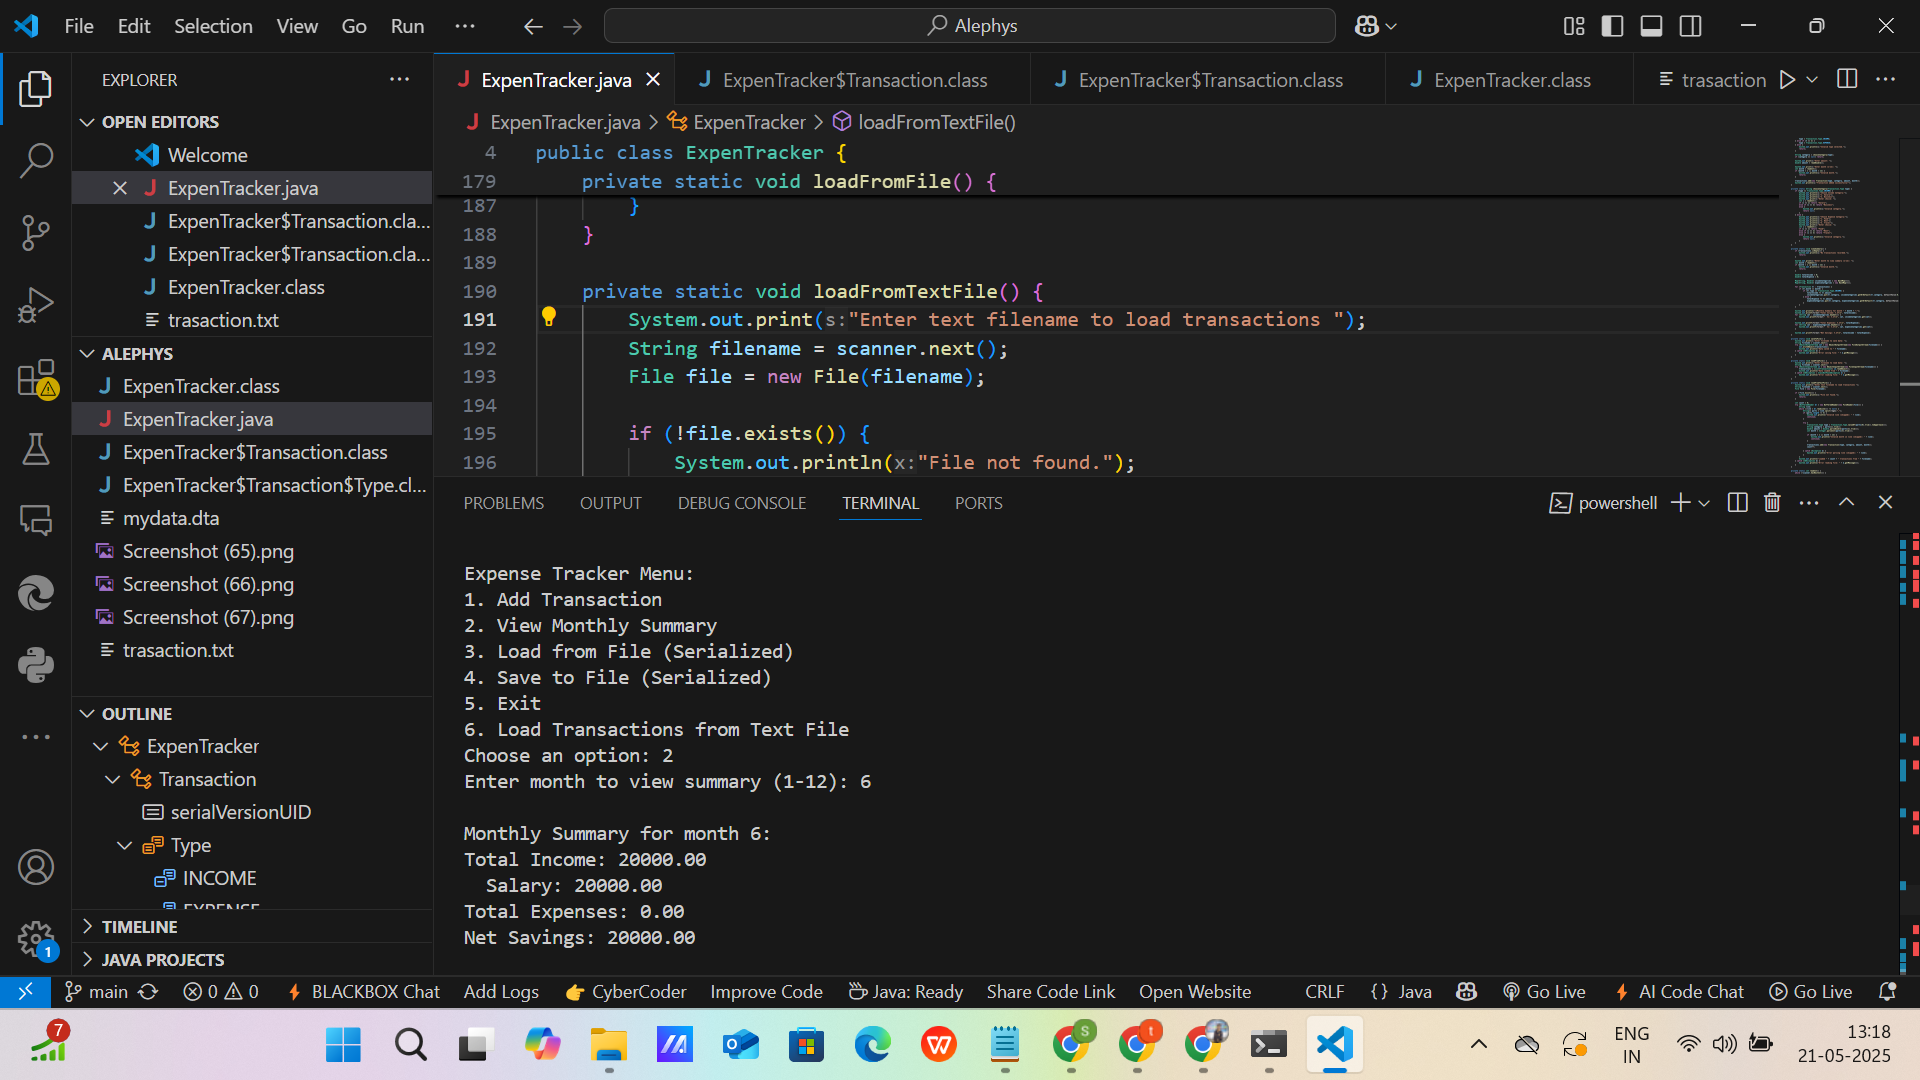 File Edit Selection View Go Run ··· Alephys
EXPLORER ···
OPEN EDITORS
Welcome
ExpenTracker.java
ExpenTracker$Transaction.cla...
ExpenTracker$Transaction.cla...
ExpenTracker.class
trasaction.txt
ALEPHYS
ExpenTracker.class
ExpenTracker.java
ExpenTracker$Transaction.class
ExpenTracker$Transaction$Type.cl...
mydata.dta
Screenshot (65).png
Screenshot (66).png
Screenshot (67).png
trasaction.txt
OUTLINE
ExpenTracker
Transaction
serialVersionUID
Type
INCOME
EXPENSE
TIMELINE
JAVA PROJECTS
ExpenTracker.java ExpenTracker$Transaction.class ExpenTracker$Transaction.class ExpenTracker.class trasaction
ExpenTracker.java > ExpenTracker > loadFromTextFile()
4 public class ExpenTracker {
179 private static void loadFromFile() {
187 }
188 }
189
190 private static void loadFromTextFile() {
191 System.out.print(s:"Enter text filename to load transactions ");
192 String filename = scanner.next();
193 File file = new File(filename);
194
195 if (!file.exists()) {
196 System.out.println(x:"File not found.");
PROBLEMS OUTPUT DEBUG CONSOLE TERMINAL PORTS powershell
Expense Tracker Menu:
1. Add Transaction
2. View Monthly Summary
3. Load from File (Serialized)
4. Save to File (Serialized)
5. Exit
6. Load Transactions from Text File
Choose an option: 2
Enter month to view summary (1-12): 6
Monthly Summary for month 6:
Total Income: 20000.00
Salary: 20000.00
Total Expenses: 0.00
Net Savings: 20000.00
1
main 0 0 BLACKBOX Chat Add Logs CyberCoder Improve Code Java: Ready Share Code Link Open Website CRLF {} Java Go Live AI Code Chat Go Live
7
S
t
ENG
IN
13:18
21-05-2025